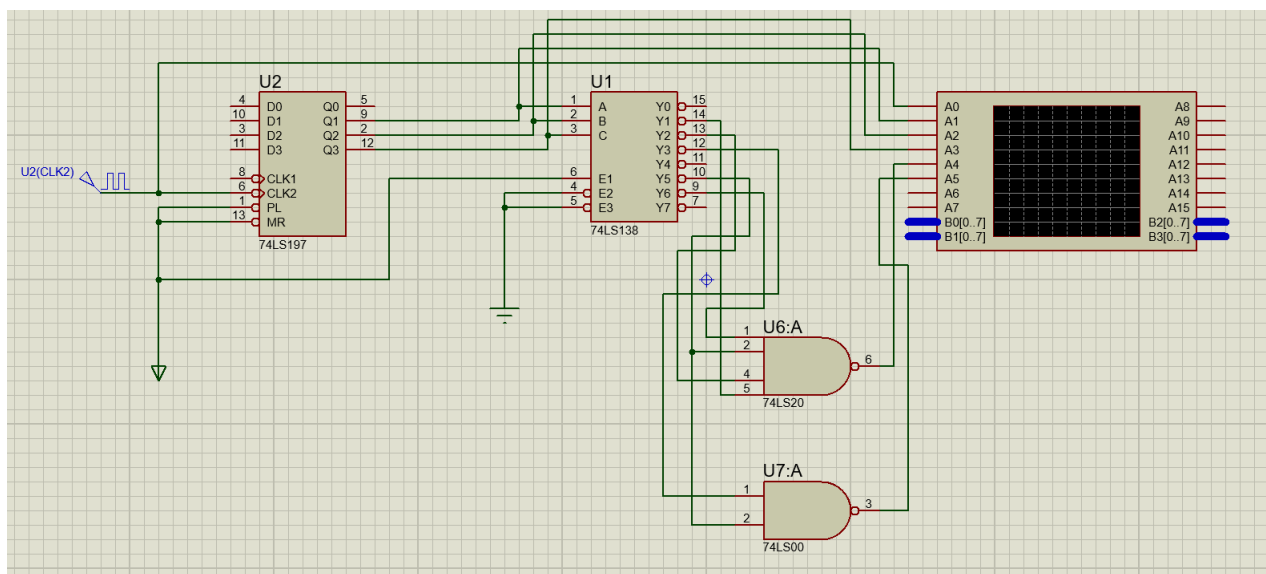 U2
4 D0 Q0 5
10 D1 Q1 9
3 D2 Q2 2
11 D3 Q3 12
8 CLK1
6 CLK2
1 PL
13 MR
74LS197
U2(CLK2)
U1
1 A Y0 15
2 B Y1 14
3 C Y2 13
Y3 12
Y4 11
6 E1 Y5 10
4 E2 Y6 9
5 E3 Y7 7
74LS138
A0 A8
A1 A9
A2 A10
A3 A11
A4 A12
A5 A13
A6 A14
A7 A15
B0[0..7] B2[0..7]
B1[0..7] B3[0..7]
U6:A
1
2
4
5
6
74LS20
U7:A
1
2
3
74LS00